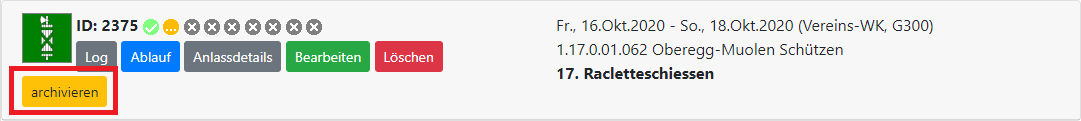 ID: 2375
Log Ablauf Anlassdetails Bearbeiten Löschen
archivieren
Fr., 16.Okt.2020 - So., 18.Okt.2020 (Vereins-WK, G300)
1.17.0.01.062 Oberegg-Muolen Schützen
17. Racletteschiessen